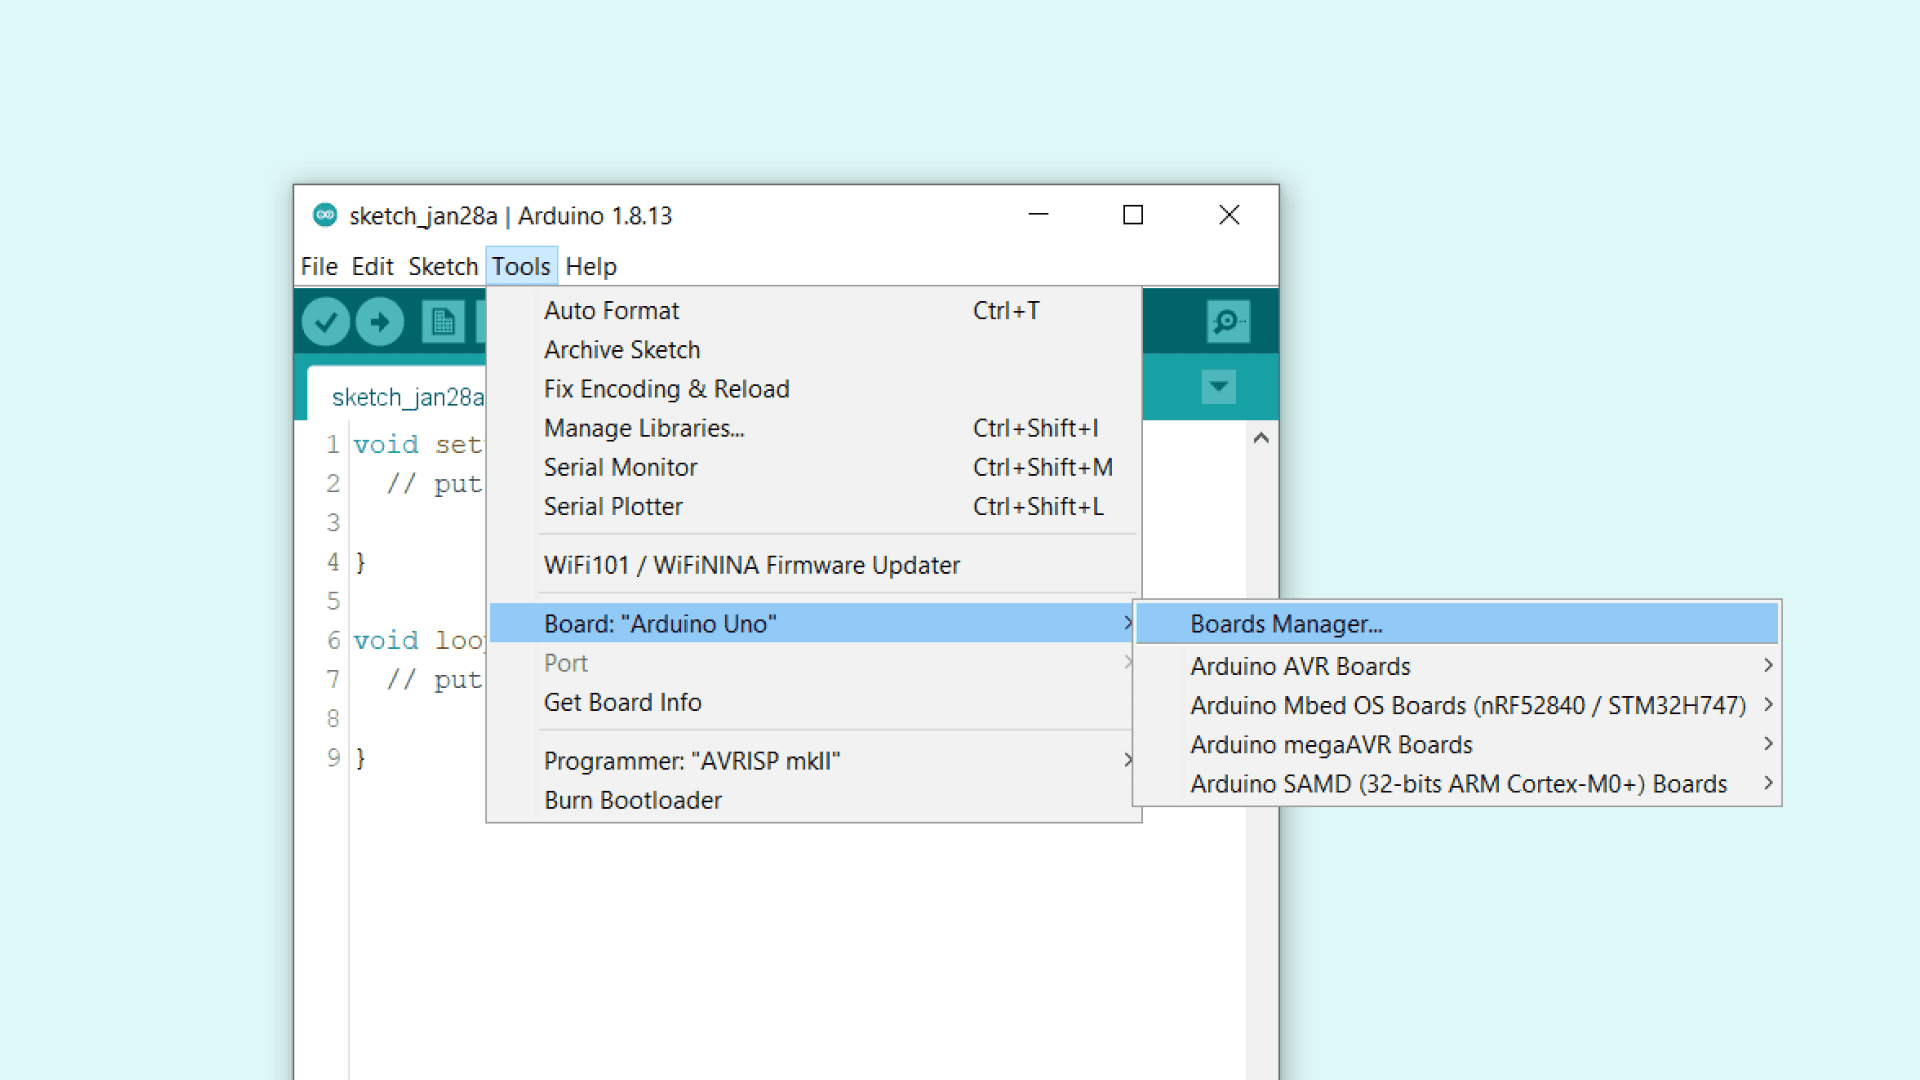 sketch_jan28a | Arduino 1.8.13
File Edit Sketch Tools Help
Auto Format Ctrl+T
Archive Sketch
Fix Encoding & Reload
Manage Libraries... Ctrl+Shift+I
Serial Monitor Ctrl+Shift+M
Serial Plotter Ctrl+Shift+L
WiFi101 / WiFiNINA Firmware Updater
Board: "Arduino Uno"
Port
Get Board Info
Programmer: "AVRISP mkII"
Burn Bootloader
Boards Manager...
Arduino AVR Boards
Arduino Mbed OS Boards (nRF52840 / STM32H747)
Arduino megaAVR Boards
Arduino SAMD (32-bits ARM Cortex-M0+) Boards
sketch_jan28a
1 void
2 // put
3
4 }
5
6 void
7 // put
8
9 }